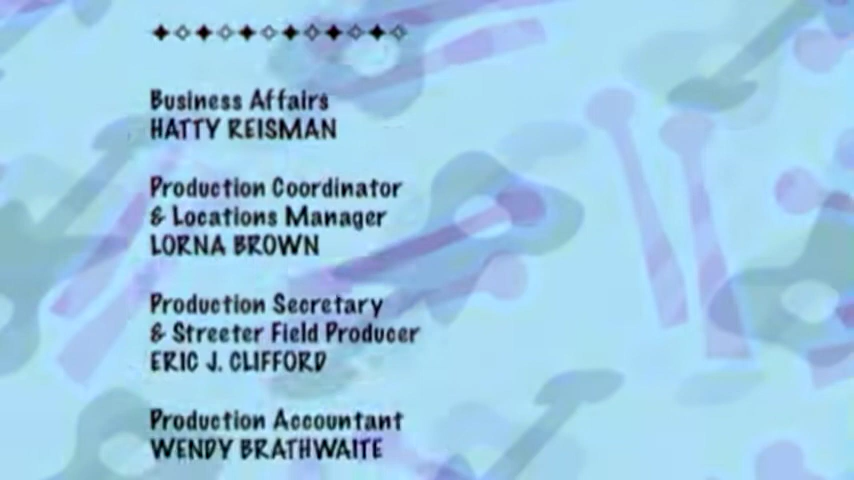 Business Affairs
HATTY REISMAN
Production Coordinator
& Locations Manager
LORNA BROWN
Production Secretary
& Streeter Field Producer
ERIC J. CLIFFORD
Production Accountant
WENDY BRATHWAITE